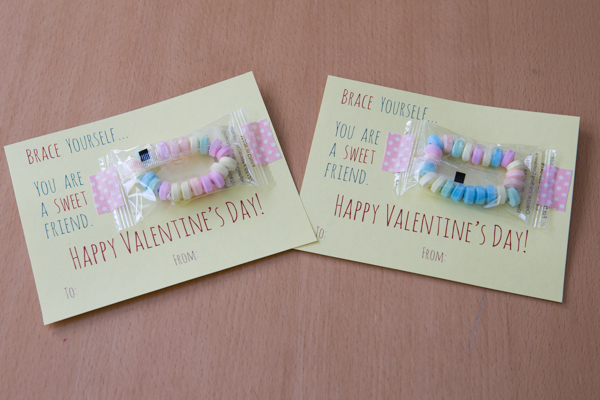 Brace Yourself...
You are
a sweet
friend.
Happy Valentine's Day!
From:
To:
Brace Yourself...
You are
a sweet
friend.
Happy Valentine's Day!
From:
To: